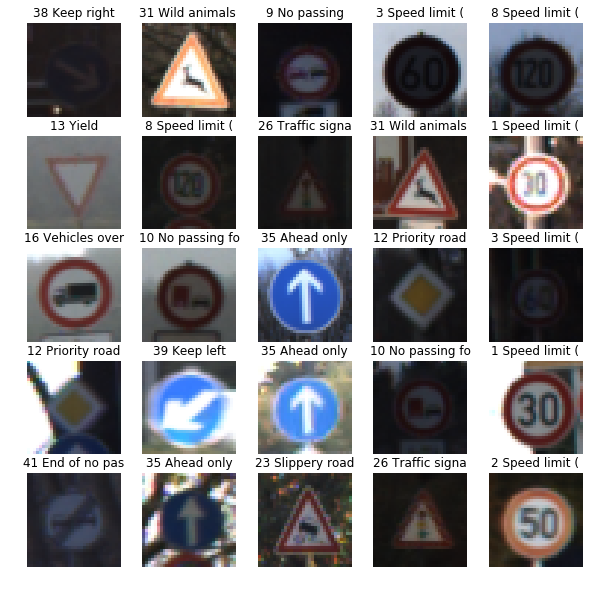 38 Keep right
31 Wild animals
9 No passing
3 Speed limit (
8 Speed limit (
60
120
13 Yield
8 Speed limit (
26 Traffic signa
31 Wild animals
1 Speed limit (
120
30
16 Vehicles over
10 No passing fo
35 Ahead only
12 Priority road
3 Speed limit (
60
12 Priority road
39 Keep left
35 Ahead only
10 No passing fo
1 Speed limit (
30
41 End of no pas
35 Ahead only
23 Slippery road
26 Traffic signa
2 Speed limit (
50